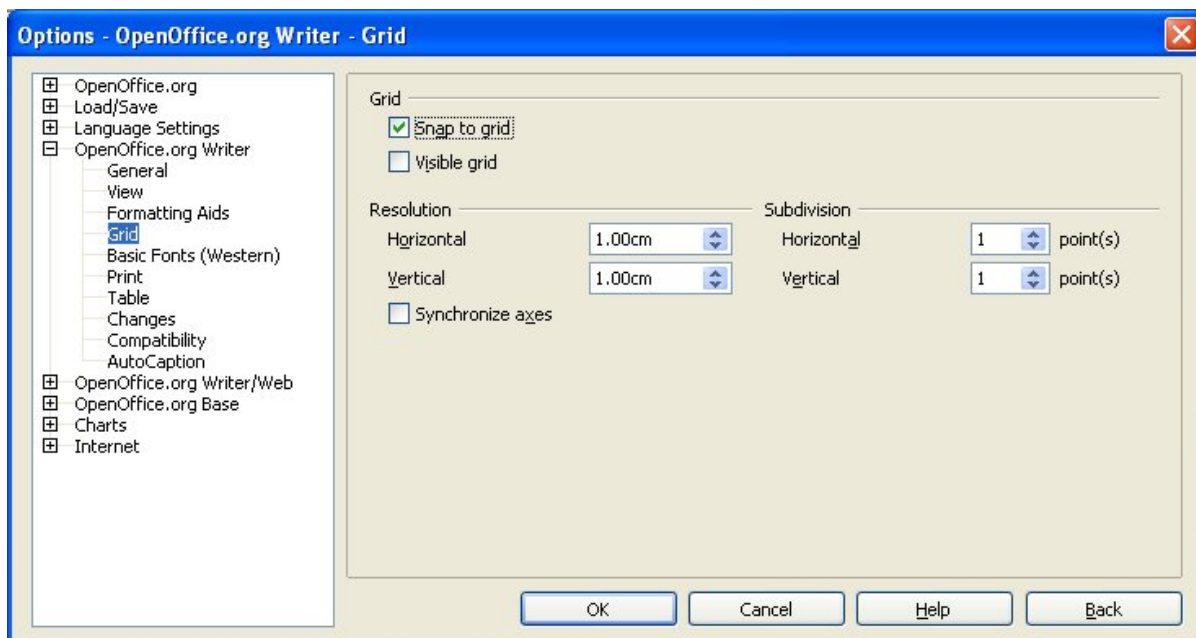 Options - OpenOffice.org Writer - Grid
OpenOffice.org
Load/Save
Language Settings
OpenOffice.org Writer
General
View
Formatting Aids
Grid
Basic Fonts (Western)
Print
Table
Changes
Compatibility
AutoCaption
OpenOffice.org Writer/Web
OpenOffice.org Base
Charts
Internet
Grid
Snap to grid
Visible grid
Resolution
Horizontal 1.00cm
Vertical 1.00cm
Synchronize axes
Subdivision
Horizontal 1 point(s)
Vertical 1 point(s)
OK Cancel Help Back